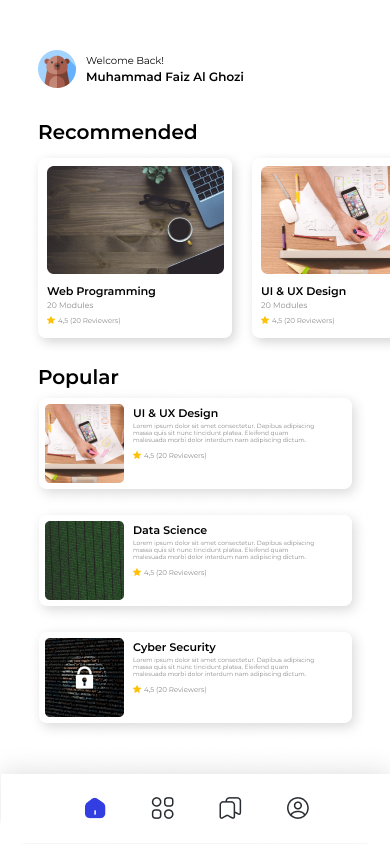 Welcome Back!
Muhammad Faiz Al Ghozi
Recommended
Web Programming
20 Modules
4,5 (20 Reviewers)
UI & UX Design
20 Modules
4,5 (20 Reviewers)
Popular
UI & UX Design
Lorem ipsum dolor sit amet consectetur. Dapibus adipiscing
massa quis sit nunc tincidunt platea. Eleifend quam
malesuada morbi dolor interdum nam adipiscing dictum.
4,5 (20 Reviewers)
Data Science
Lorem ipsum dolor sit amet consectetur. Dapibus adipiscing
massa quis sit nunc tincidunt platea. Eleifend quam
malesuada morbi dolor interdum nam adipiscing dictum.
4,5 (20 Reviewers)
Cyber Security
Lorem ipsum dolor sit amet consectetur. Dapibus adipiscing
massa quis sit nunc tincidunt platea. Eleifend quam
malesuada morbi dolor interdum nam adipiscing dictum.
4,5 (20 Reviewers)